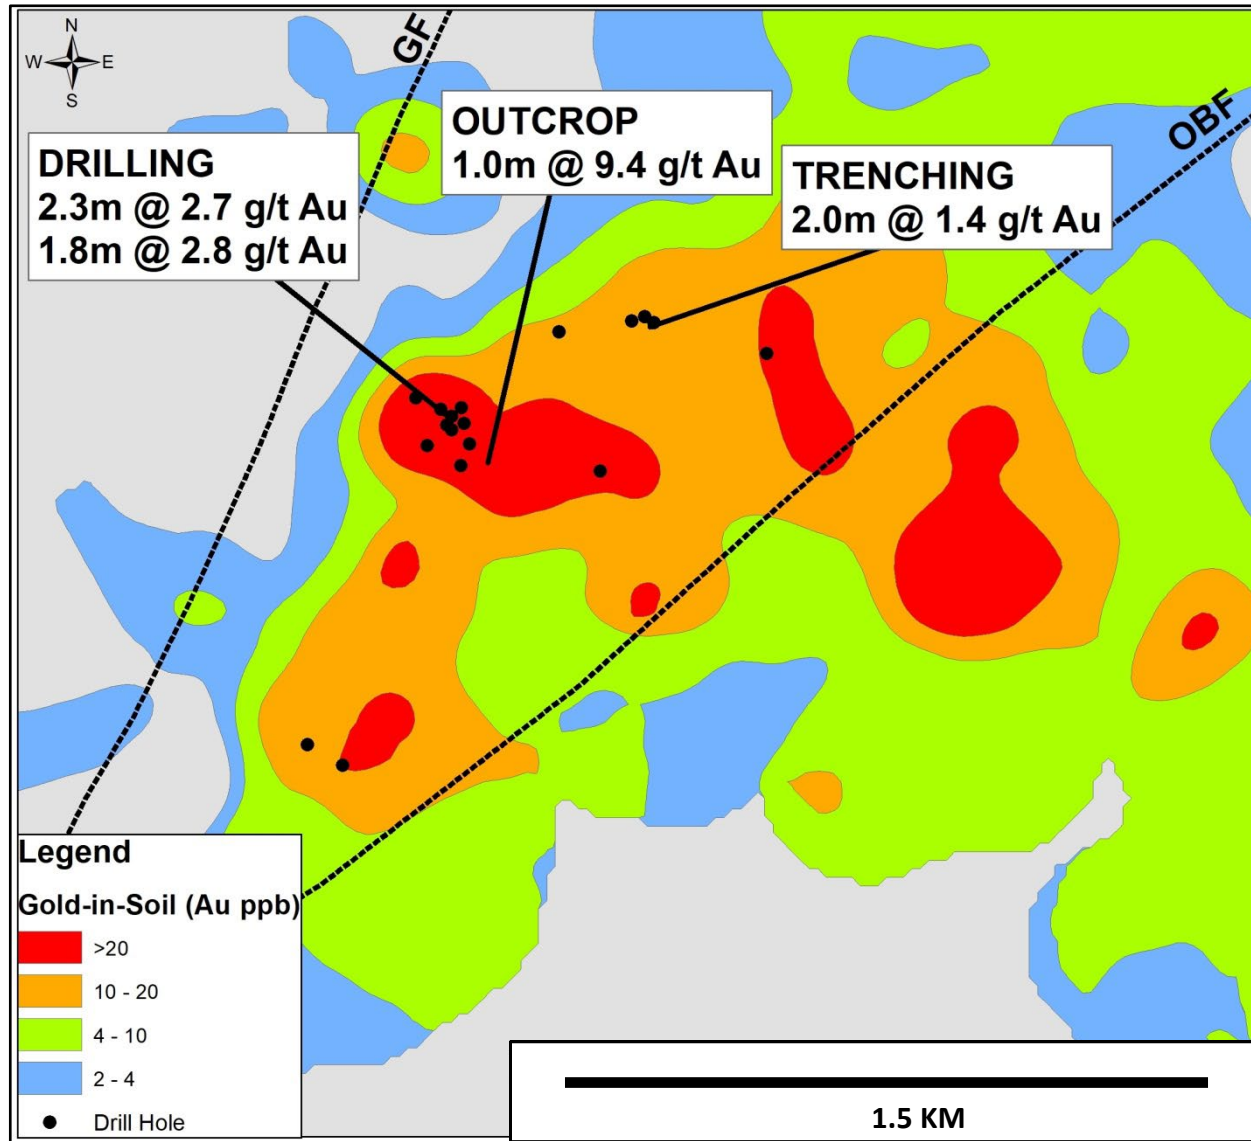 N
W E
S
GF
OBF
DRILLING
2.3m @ 2.7 g/t Au
1.8m @ 2.8 g/t Au
OUTCROP
1.0m @ 9.4 g/t Au
TRENCHING
2.0m @ 1.4 g/t Au
Legend
Gold-in-Soil (Au ppb)
>20
10 - 20
4 - 10
2 - 4
Drill Hole
1.5 KM